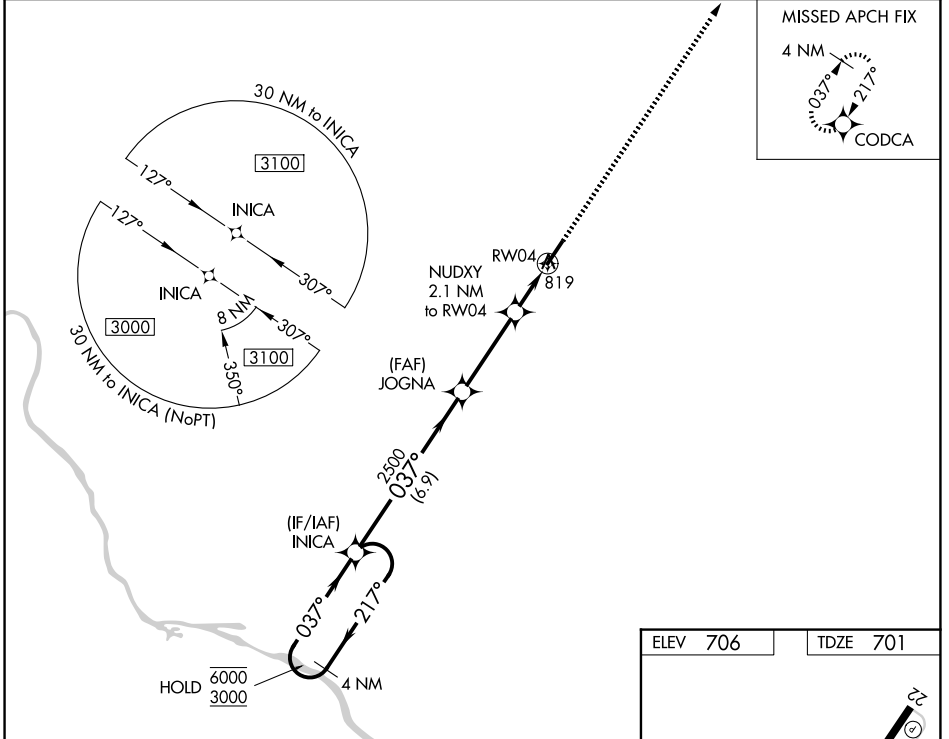 MISSED APCH FIX
4 NM
037°
217°
CODCA
30 NM to INICA
3100
127°
INICA
307°
127°
INICA
8 NM
307°
3000
3100
350°
30 NM to INICA (NoPT)
RW04
819
NUDXY
2.1 NM
to RW04
(FAF)
JOGNA
2500
037°
(6.9)
(IF/IAF)
INICA
037°
217°
HOLD
6000
3000
4 NM
ELEV 706
TDZE 701
22
P